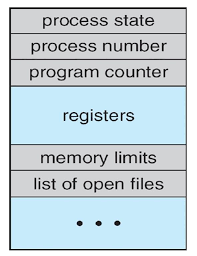 process state
process number
program counter
registers
memory limits
list of open files
• • •